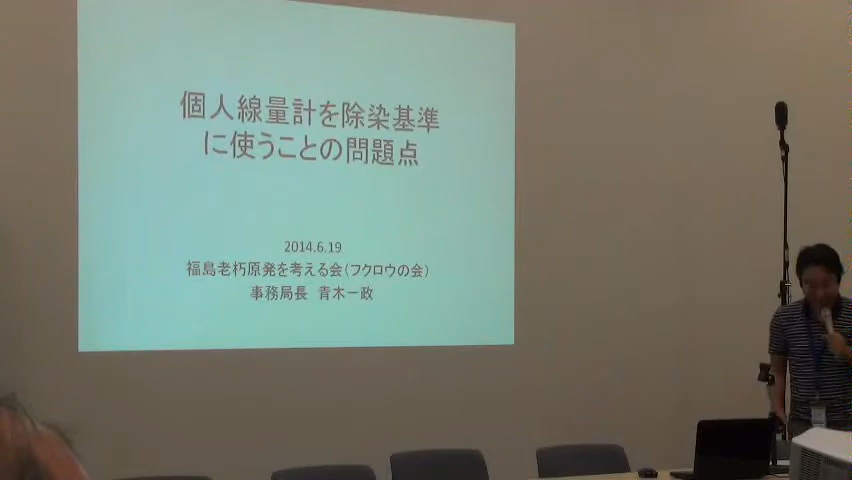 個人線量計を除染基準
に使うことの問題点
2014.6.19
福島老朽原発を考える会(フクロウの会)
事務局長 青木一政